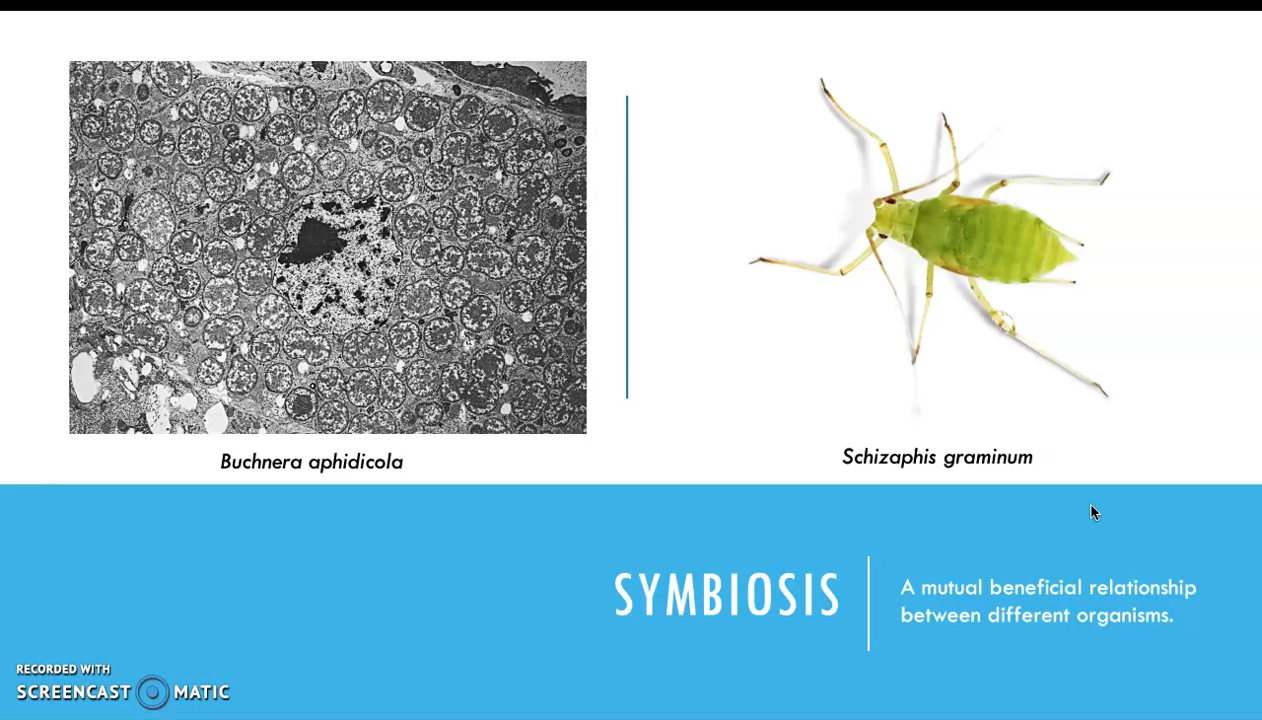 Buchnera aphidicola
Schizaphis graminum
SYMBIOSIS
A mutual beneficial relationship
between different organisms.
RECORDED WITH
SCREENCAST MATIC